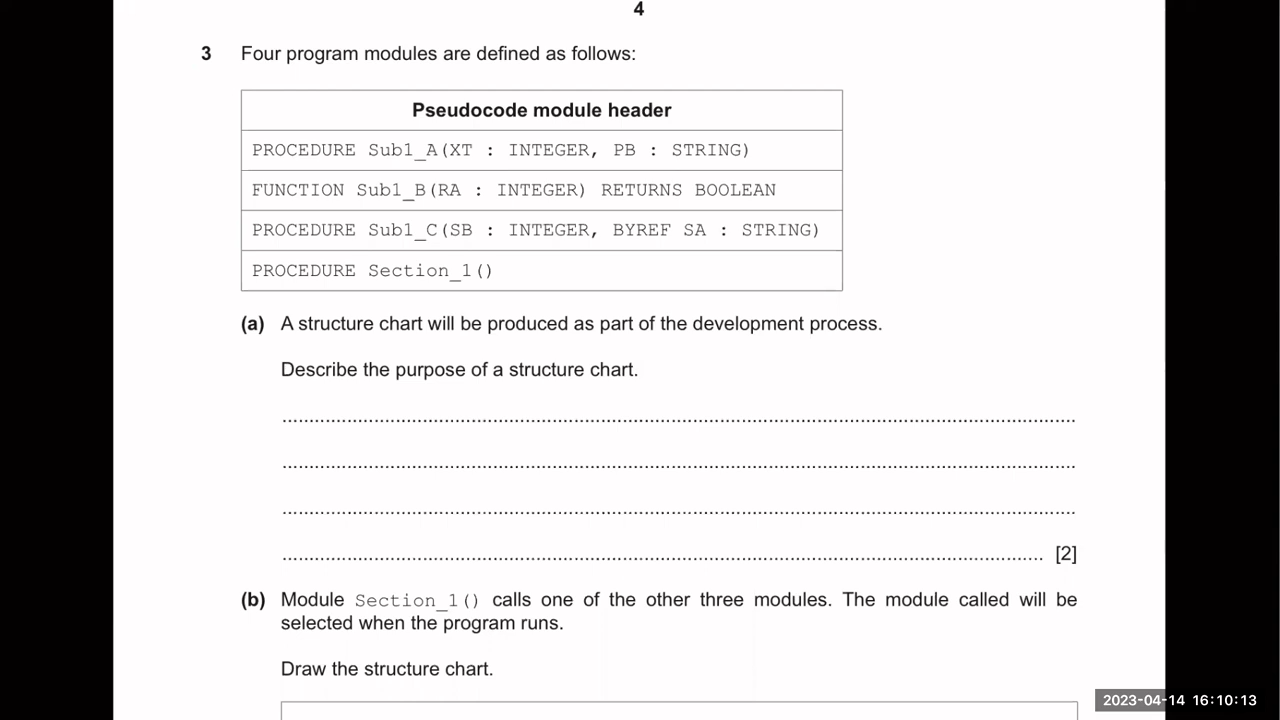 4
3 Four program modules are defined as follows:
Pseudocode module header
PROCEDURE Sub1_A(XT : INTEGER, PB : STRING)
FUNCTION Sub1_B(RA : INTEGER) RETURNS BOOLEAN
PROCEDURE Sub1_C(SB : INTEGER, BYREF SA : STRING)
PROCEDURE Section_1()
(a) A structure chart will be produced as part of the development process.
Describe the purpose of a structure chart.
[2]
(b) Module Section_1() calls one of the other three modules. The module called will be
selected when the program runs.
Draw the structure chart.
2023-04-14 16:10:13